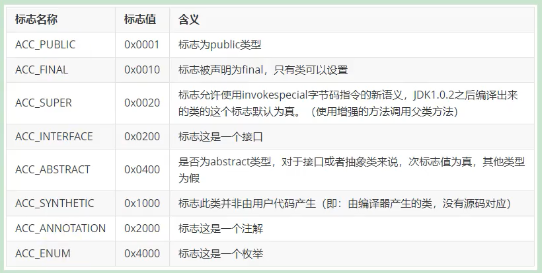 标志名称 标志值 含义
ACC_PUBLIC 0x0001 标志为public类型
ACC_FINAL 0x0010 标志被声明为final，只有类可以设置
ACC_SUPER 0x0020 标志允许使用invokespecial字节码指令的新语义，JDK1.0.2之后编译出来
的类的这个标志默认为真。（使用增强的方法调用父类方法）
ACC_INTERFACE 0x0200 标志这是一个接口
ACC_ABSTRACT 0x0400 是否为abstract类型，对于接口或者抽象类来说，次标志值为真，其他类型
为假
ACC_SYNTHETIC 0x1000 标志此类并非由用户代码产生（即：由编译器产生的类，没有源码对应）
ACC_ANNOTATION 0x2000 标志这是一个注解
ACC_ENUM 0x4000 标志这是一个枚举